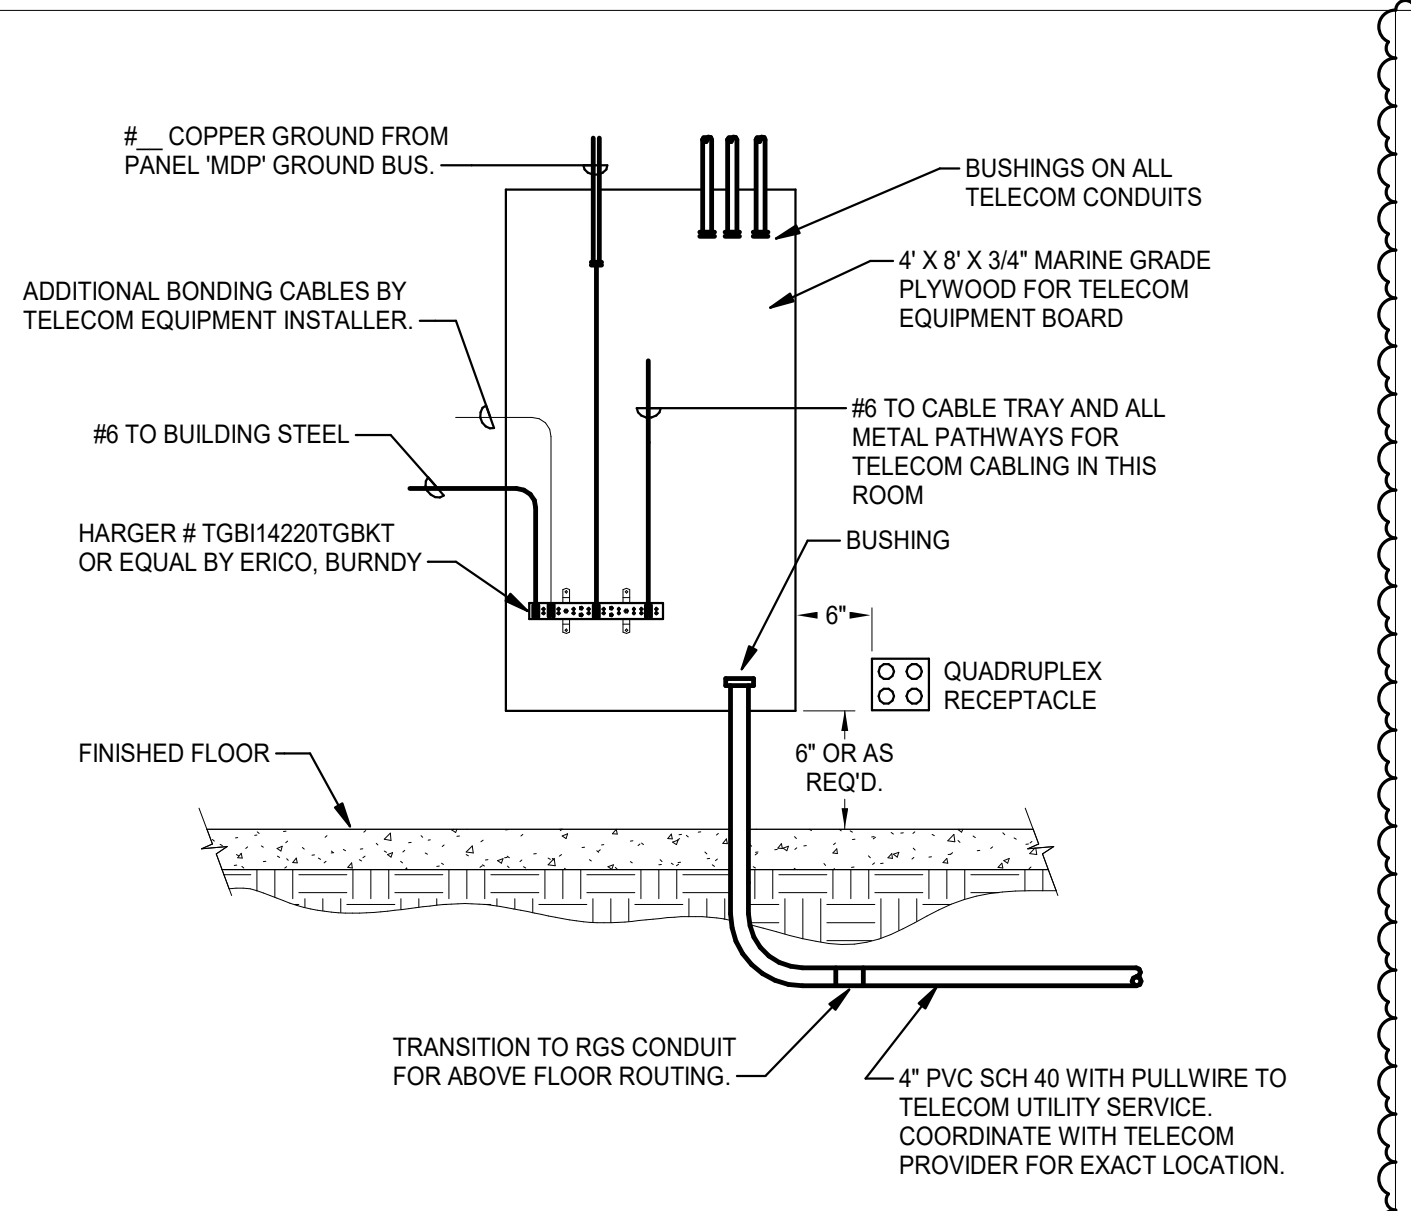 #__ COPPER GROUND FROM
PANEL 'MDP' GROUND BUS.
BUSHINGS ON ALL
TELECOM CONDUITS
4' X 8' X 3/4" MARINE GRADE
PLYWOOD FOR TELECOM
EQUIPMENT BOARD
ADDITIONAL BONDING CABLES BY
TELECOM EQUIPMENT INSTALLER.
#6 TO CABLE TRAY AND ALL
METAL PATHWAYS FOR
TELECOM CABLING IN THIS
ROOM
#6 TO BUILDING STEEL
HARGER # TGBI14220TGBKT
OR EQUAL BY ERICO, BURNDY
BUSHING
6"
QUADRUPLEX
RECEPTACLE
FINISHED FLOOR
6" OR AS
REQ'D.
TRANSITION TO RGS CONDUIT
FOR ABOVE FLOOR ROUTING.
4" PVC SCH 40 WITH PULLWIRE TO
TELECOM UTILITY SERVICE.
COORDINATE WITH TELECOM
PROVIDER FOR EXACT LOCATION.